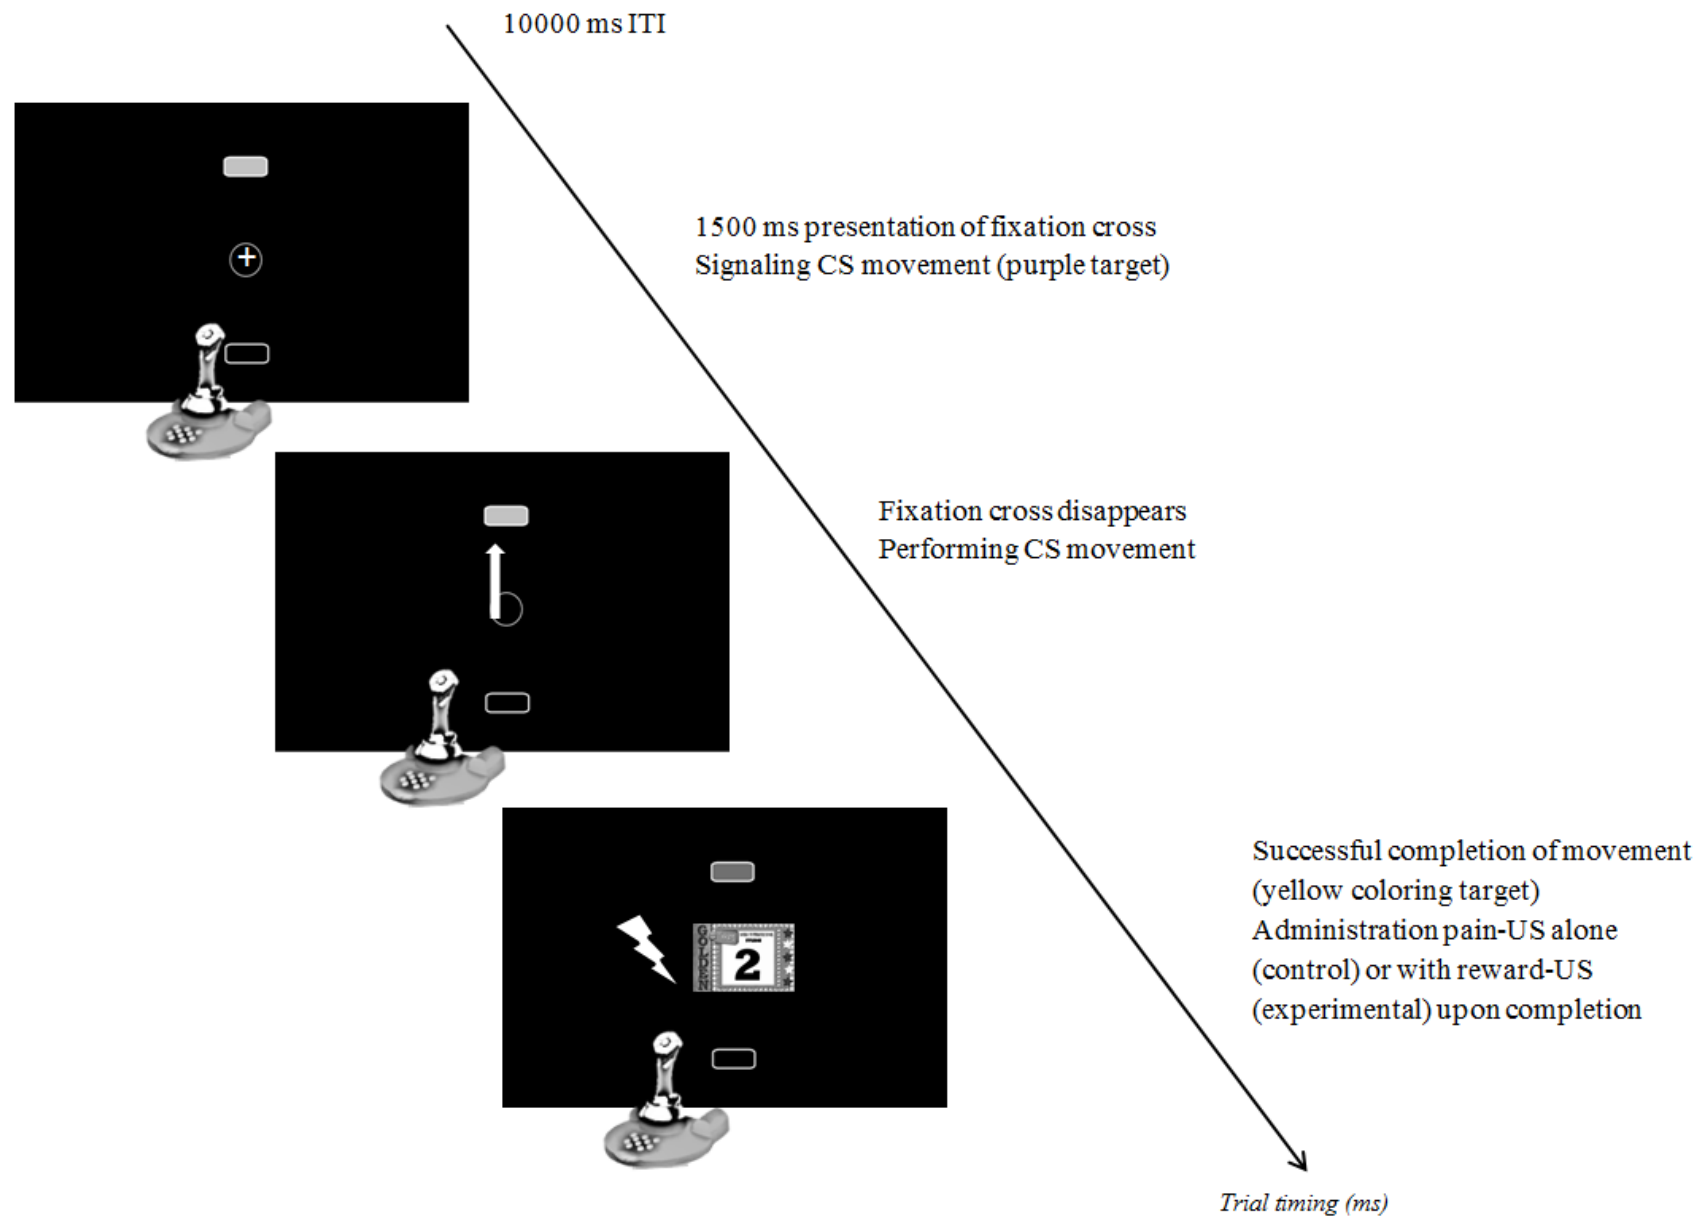 10000 ms ITI
1500 ms presentation of fixation cross
Signaling CS movement (purple target)
Fixation cross disappears
Performing CS movement
2
Successful completion of movement
(yellow coloring target)
Administration pain-US alone
(control) or with reward-US
(experimental) upon completion
Trial timing (ms)